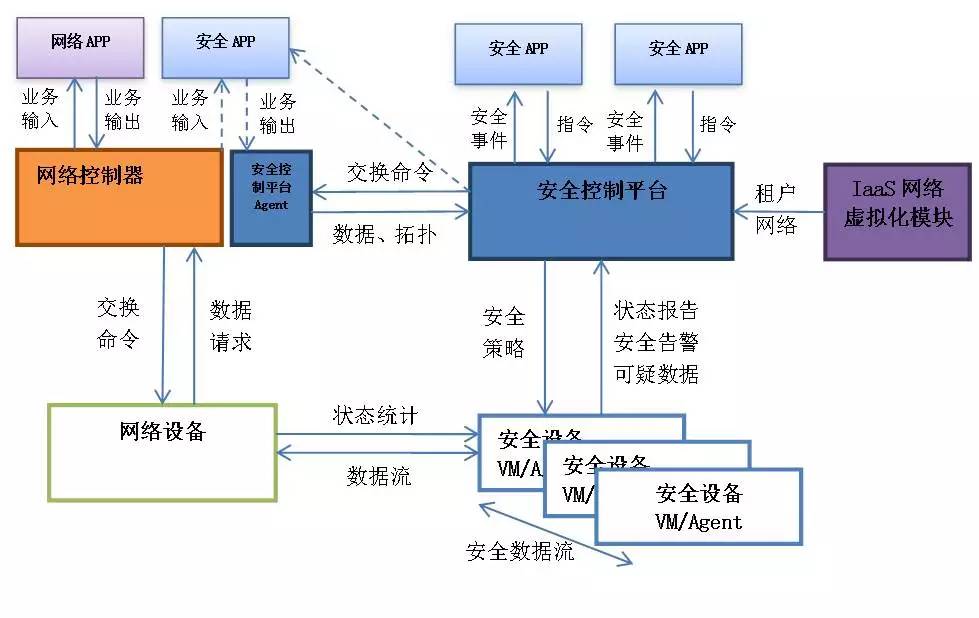 网络APP
安全APP
安全APP
安全APP
业务
输入
业务
输出
业务
输入
业务
输出
安全
事件
指令
安全
事件
指令
网络控制器
安全控
制平台
Agent
交换命令
数据、拓扑
安全控制平台
租户
网络
IaaS网络
虚拟化模块
交换
命令
数据
请求
安全
策略
状态报告
安全告警
可疑数据
网络设备
状态统计
数据流
安全设备
VM/A
安全设备
VM/
安全设备
VM/Agent
安全数据流